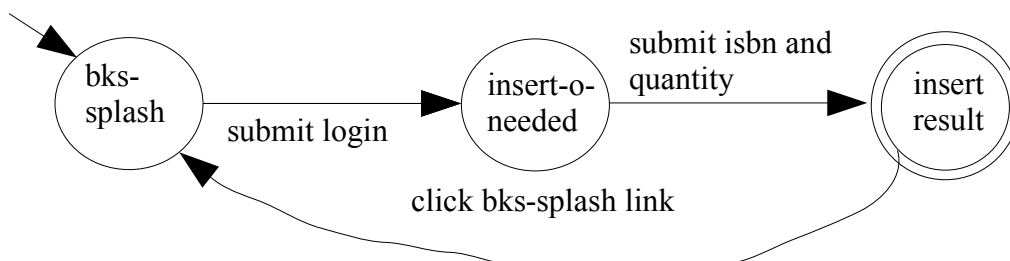 bks-
splash
submit login
insert-o-
needed
submit isbn and
quantity
insert
result
click bks-splash link